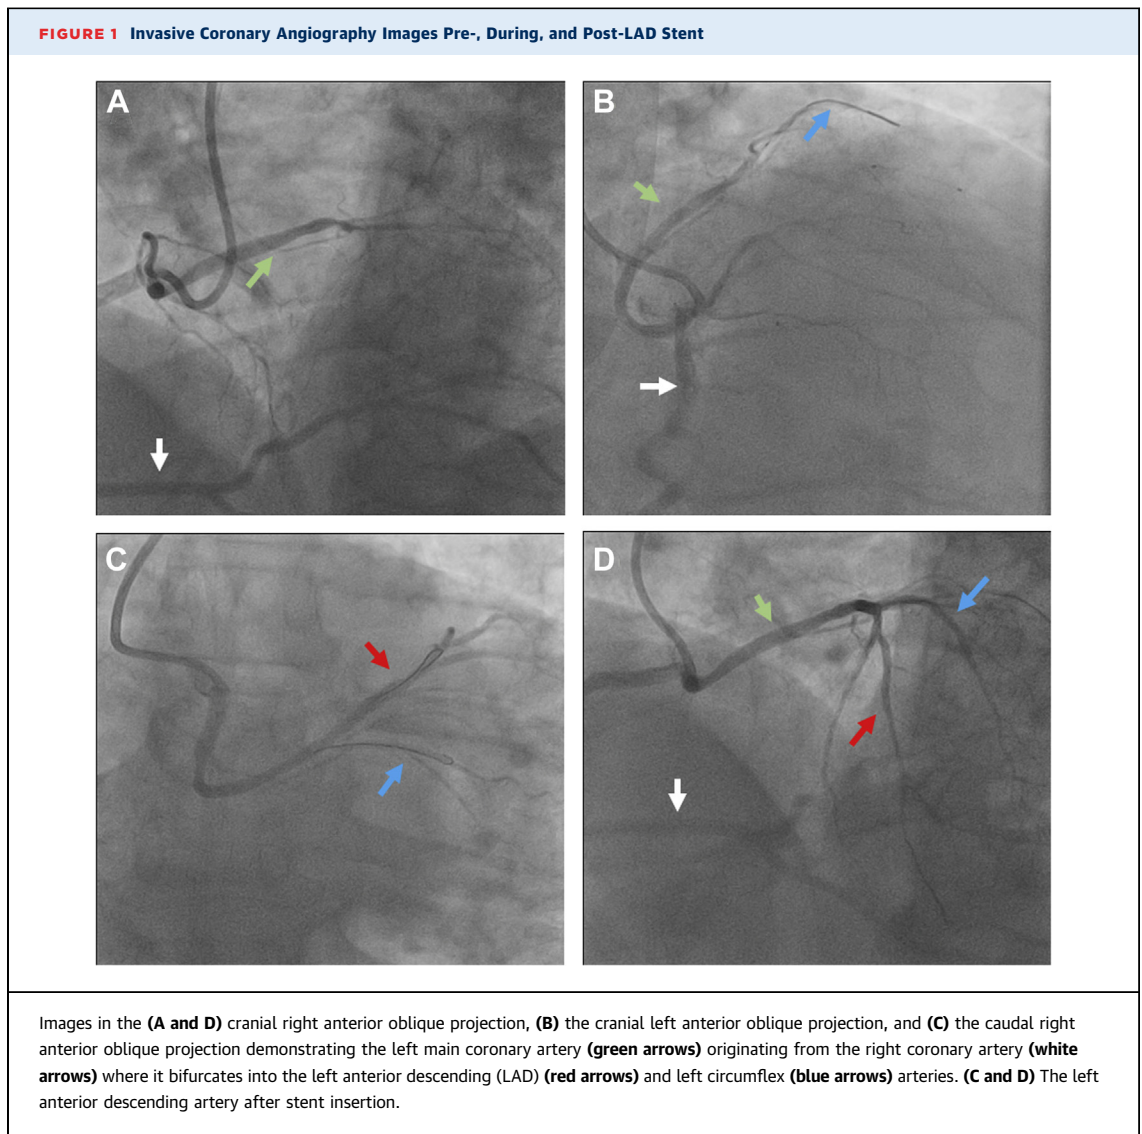 FIGURE 1 Invasive Coronary Angiography Images Pre-, During, and Post-LAD Stent
A
B
C
D
Images in the (A and D) cranial right anterior oblique projection, (B) the cranial left anterior oblique projection, and (C) the caudal right
anterior oblique projection demonstrating the left main coronary artery (green arrows) originating from the right coronary artery (white
arrows) where it bifurcates into the left anterior descending (LAD) (red arrows) and left circumflex (blue arrows) arteries. (C and D) The left
anterior descending artery after stent insertion.